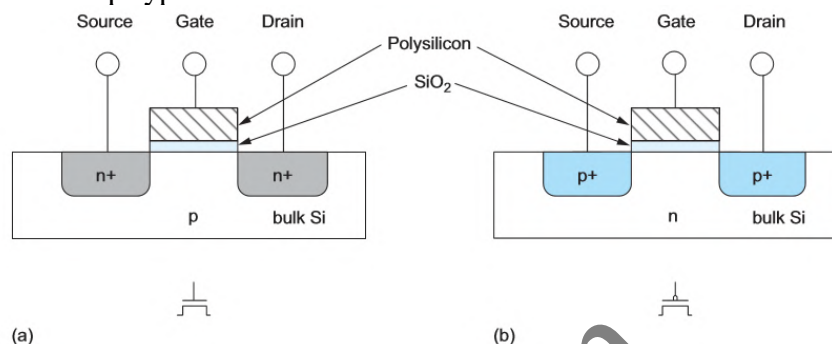 Source Gate Drain Source Gate Drain
Polysilicon
SiO2
n+ n+ p+ p+
p bulk Si n bulk Si
(a) (b)